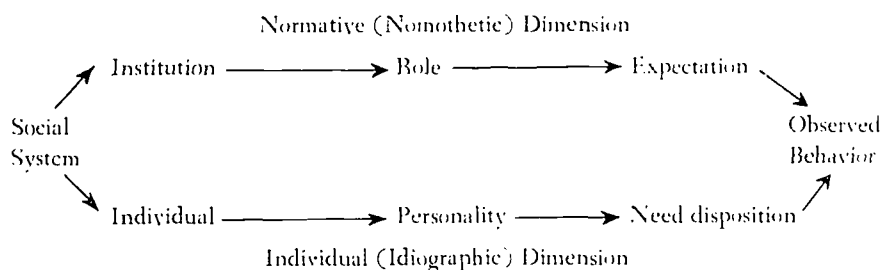 Normative (Nomothetic) Dimension
Institution Role Expectation
Social System
Observed Behavior
Individual Personality Need disposition
Individual (Idiographic) Dimension